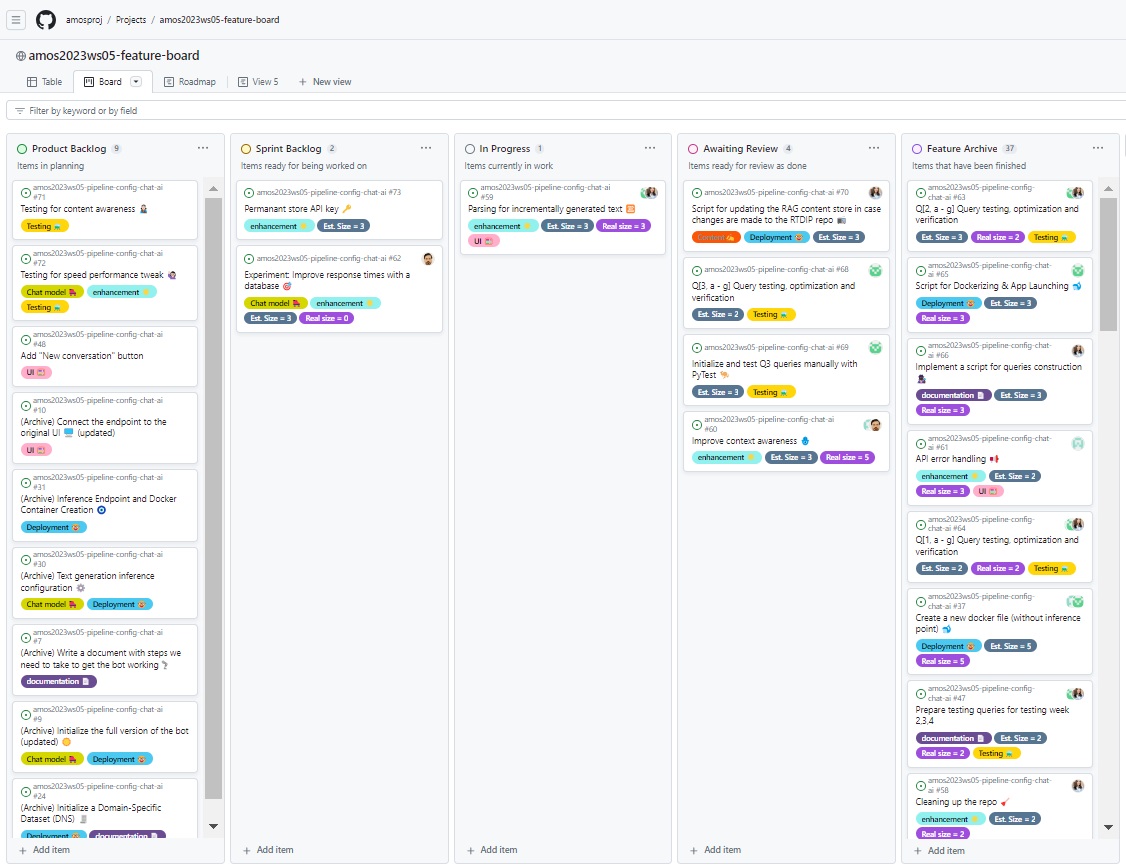 amosproj / Projects / amos2023ws05-feature-board
amos2023ws05-feature-board
Table Board Roadmap View 5 + New view
Filter by keyword or by field
Product Backlog 9
Items in planning
amos2023ws05-pipeline-config-chat-ai
#71
Testing for content awareness
Testing
amos2023ws05-pipeline-config-chat-ai
#72
Testing for speed performance tweak
Chat model enhancement
Testing
amos2023ws05-pipeline-config-chat-ai
#48
Add "New conversation" button
UI
amos2023ws05-pipeline-config-chat-ai
#10
(Archive) Connect the endpoint to the
original UI (updated)
UI
amos2023ws05-pipeline-config-chat-ai
#31
(Archive) Inference Endpoint and Docker
Container Creation
Deployment
amos2023ws05-pipeline-config-chat-ai
#30
(Archive) Text generation inference
configuration
Chat model Deployment
amos2023ws05-pipeline-config-chat-ai
#7
(Archive) Write a document with steps we
need to take to get the bot working
documentation
amos2023ws05-pipeline-config-chat-ai
#9
(Archive) Initialize the full version of the bot
(updated)
Chat model Deployment
amos2023ws05-pipeline-config-chat-ai
#24
(Archive) Initialize a Domain-Specific
Dataset (DNS)
Deployment documentation
+ Add item
Sprint Backlog 2
Items ready for being worked on
amos2023ws05-pipeline-config-chat-ai #73
Permanant store API key
enhancement Est. Size = 3
amos2023ws05-pipeline-config-chat-ai #62
Experiment: Improve response times with a
database
Chat model enhancement
Est. Size = 3 Real size = 0
+ Add item
In Progress 1
Items currently in work
amos2023ws05-pipeline-config-chat-ai
#59
Parsing for incrementally generated text
enhancement Est. Size = 3 Real size = 3
UI
+ Add item
Awaiting Review 4
Items ready for review as done
amos2023ws05-pipeline-config-chat-ai #70
Script for updating the RAG content store in case
changes are made to the RTDIP repo
Content Deployment Est. Size = 3
amos2023ws05-pipeline-config-chat-ai #68
Q[3, a - g] Query testing, optimization and
verification
Est. Size = 2 Testing
amos2023ws05-pipeline-config-chat-ai #69
Initialize and test Q3 queries manually with
PyTest
Est. Size = 3 Testing
amos2023ws05-pipeline-config-chat-ai
#60
Improve context awareness
enhancement Est. Size = 3 Real size = 5
+ Add item
Feature Archive 37
Items that have been finished
amos2023ws05-pipeline-config-
chat-ai #63
Q[2, a - g] Query testing, optimization and
verification
Est. Size = 3 Real size = 2 Testing
amos2023ws05-pipeline-config-chat-
ai #65
Script for Dockerizing & App Launching
Deployment Est. Size = 3
Real size = 3
amos2023ws05-pipeline-config-chat-
ai #66
Implement a script for queries construction
documentation Est. Size = 3
Real size = 3
amos2023ws05-pipeline-config-chat-
ai #61
API error handling
enhancement Est. Size = 2
Real size = 3 UI
amos2023ws05-pipeline-config-
chat-ai #64
Q[1, a - g] Query testing, optimization and
verification
Est. Size = 2 Real size = 2 Testing
amos2023ws05-pipeline-config-
chat-ai #37
Create a new docker file (without inference
point)
Deployment Est. Size = 5
Real size = 5
amos2023ws05-pipeline-config-
chat-ai #47
Prepare testing queries for testing week
2,3,4
documentation Est. Size = 2
Real size = 2 Testing
amos2023ws05-pipeline-config-chat-
ai #58
Cleaning up the repo
enhancement Est. Size = 2
Real size = 2
+ Add item